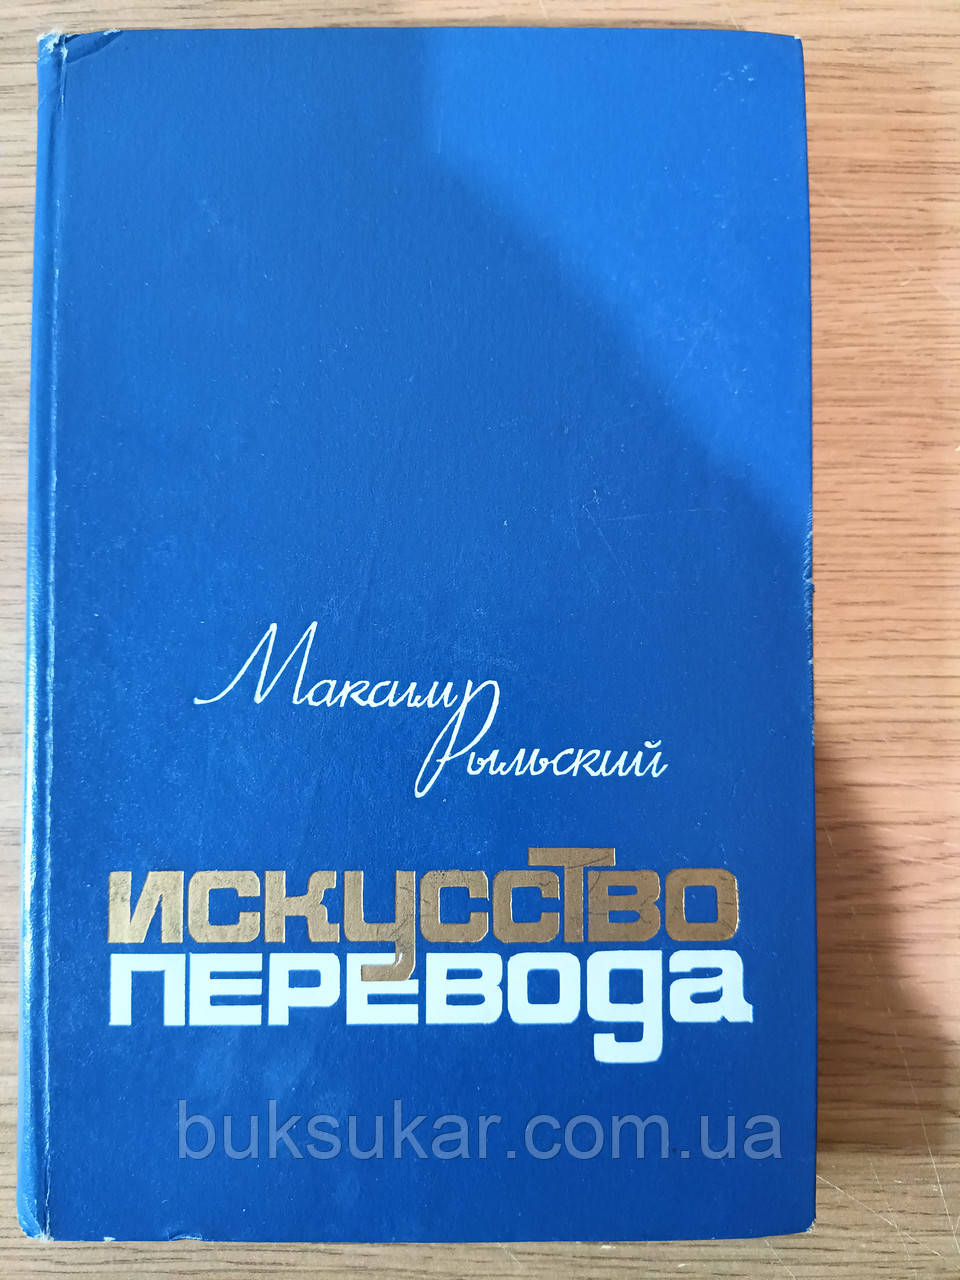 Максим
Рыльский
ИСКУССТВО
ПЕРЕВОДА
buksukar.com.ua